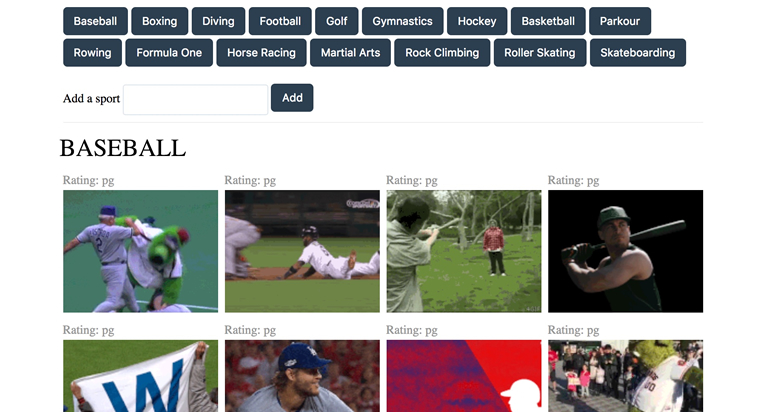 Baseball Boxing Diving Football Golf Gymnastics Hockey Basketball Parkour
Rowing Formula One Horse Racing Martial Arts Rock Climbing Roller Skating Skateboarding
Add a sport Add
BASEBALL
Rating: pg Rating: pg Rating: pg Rating: pg
Rating: pg Rating: pg Rating: pg Rating: pg
W